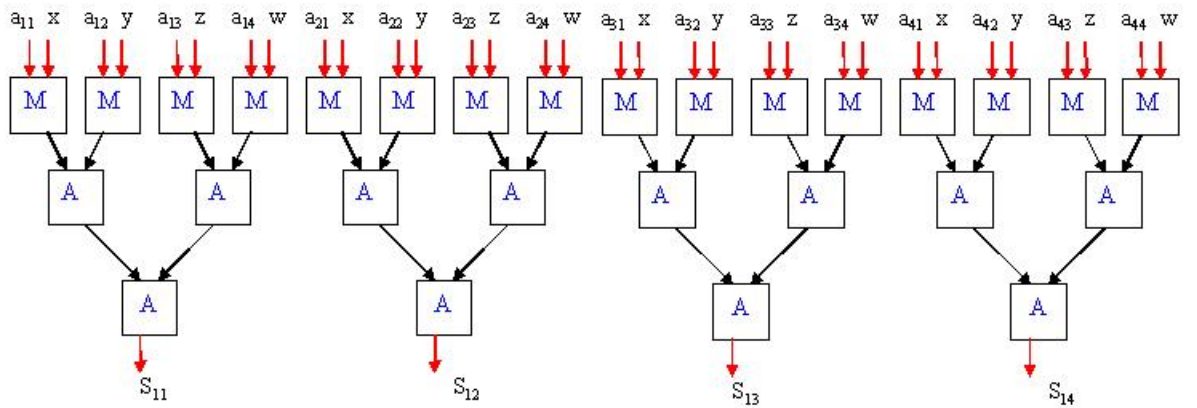 a₁₁ x a₁₂ y a₁₃ z a₁₄ w a₂₁ x a₂₂ y a₂₃ z a₂₄ w a₃₁ x a₃₂ y a₃₃ z a₃₄ w a₄₁ x a₄₂ y a₄₃ z a₄₄ w
M M M M M M M M M M M M M M M M
A A A A A A A A
A A A A
S₁₁ S₁₂ S₁₃ S₁₄